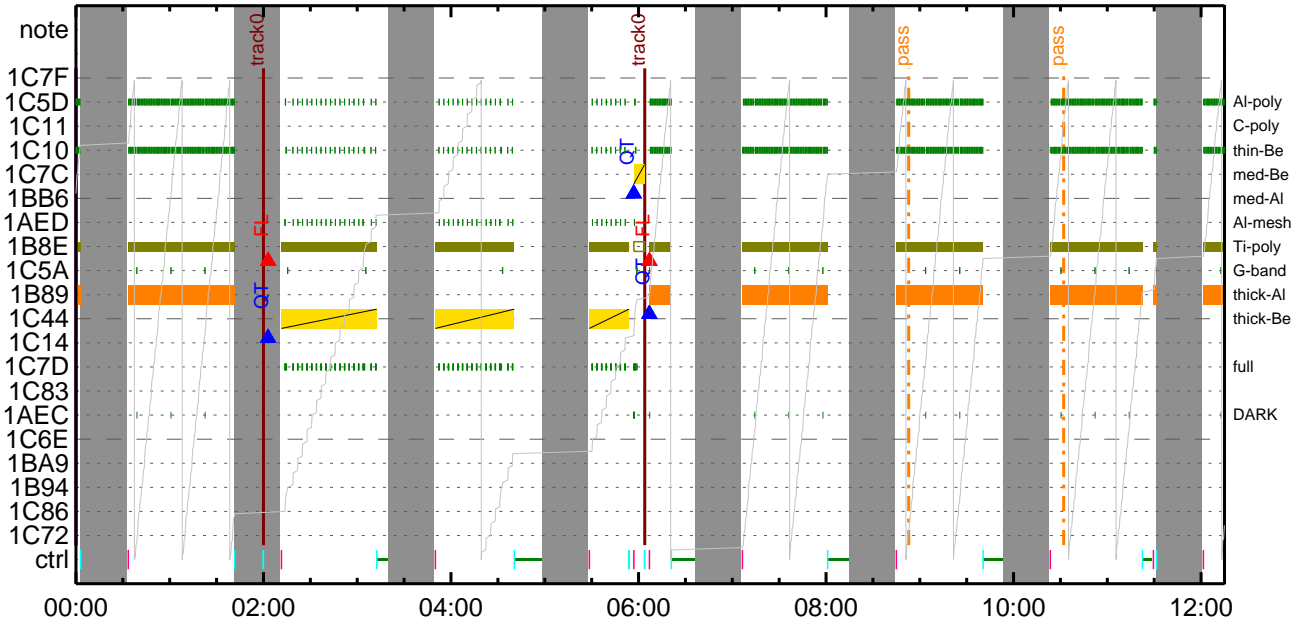 note
track0
track0
pass
pass
1C7F
1C5D
Al-poly
1C11
C-poly
1C10
thin-Be
QT
1C7C
med-Be
1BB6
med-Al
1AED
Al-mesh
FL
FL
1B8E
Ti-poly
1C5A
G-band
QT
QT
1B89
thick-Al
1C44
thick-Be
1C14
1C7D
full
1C83
1AEC
DARK
1C6E
1BA9
1B94
1C86
1C72
ctrl
00:00
02:00
04:00
06:00
08:00
10:00
12:00